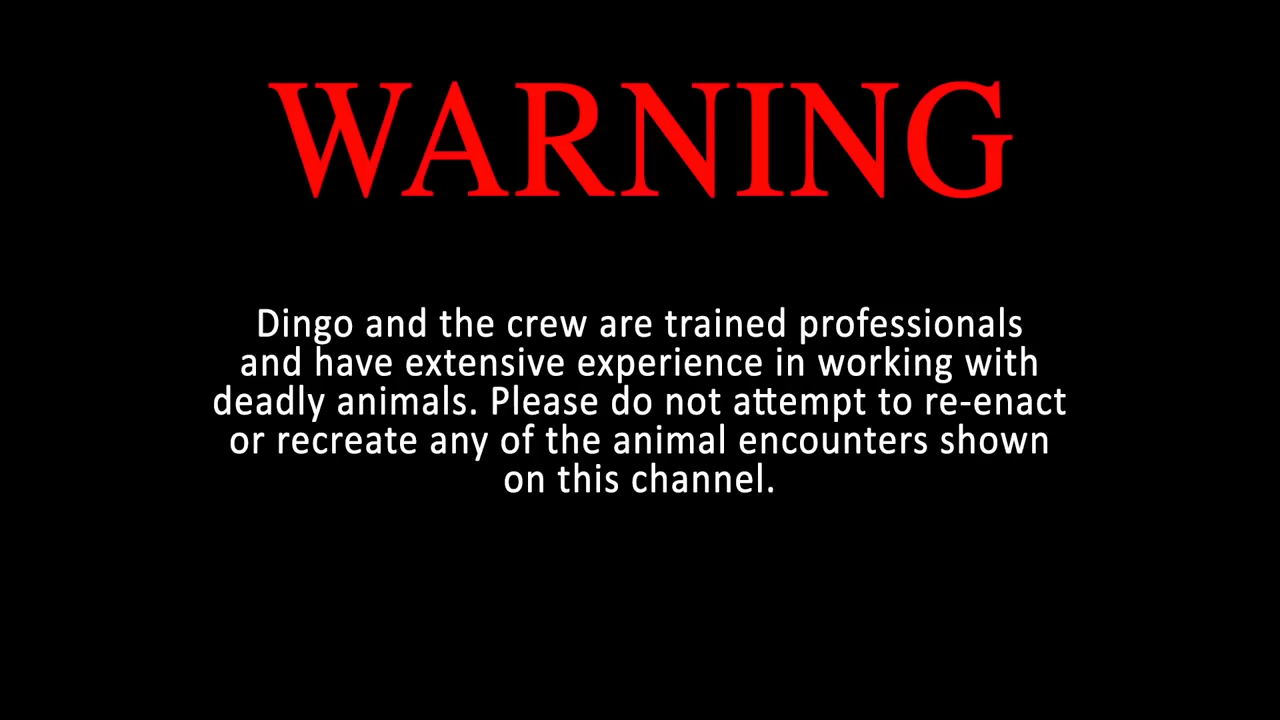 WARNING
Dingo and the crew are trained professionals
and have extensive experience in working with
deadly animals. Please do not attempt to re-enact
or recreate any of the animal encounters shown
on this channel.